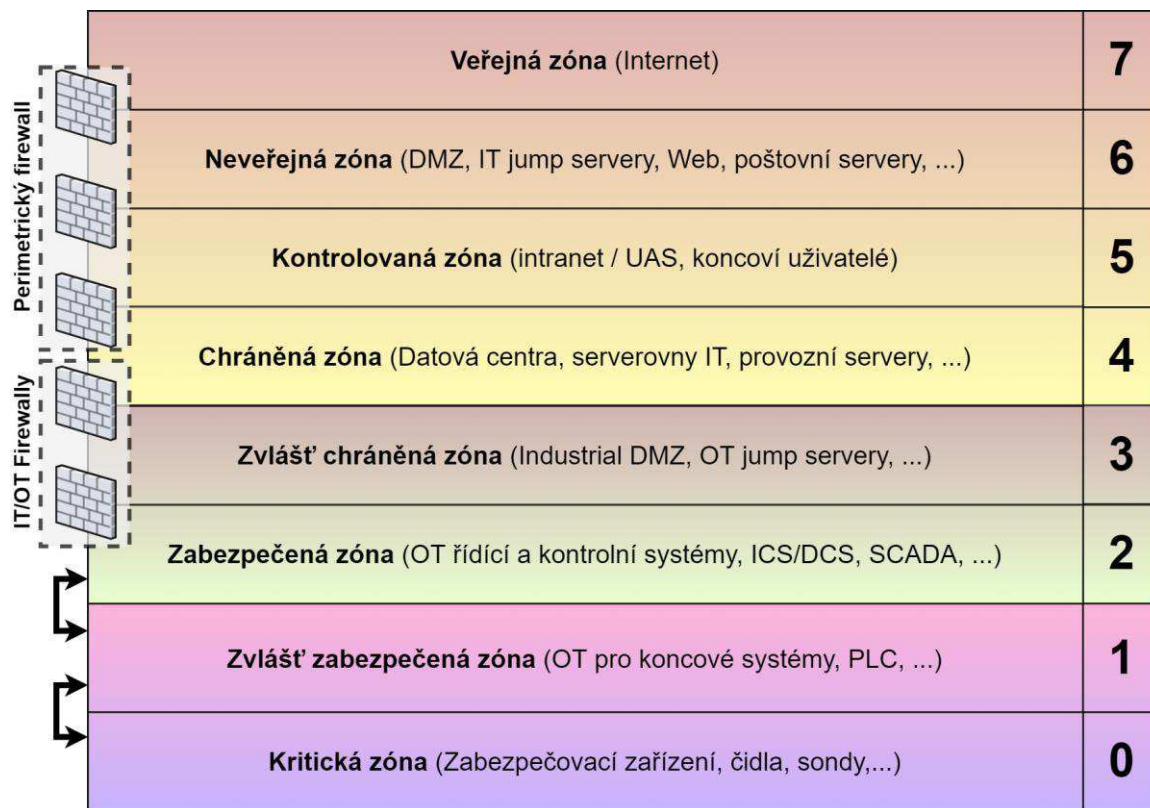 Perimetrický firewall
IT/OT Firewally
Veřejná zóna (Internet) 7
Neveřejná zóna (DMZ, IT jump servery, Web, poštovní servery, ...) 6
Kontrolovaná zóna (intranet / UAS, koncoví uživatelé) 5
Chráněná zóna (Datová centra, serverovny IT, provozní servery, ...) 4
Zvlášť chráněná zóna (Industrial DMZ, OT jump servery, ...) 3
Zabezpečená zóna (OT řídící a kontrolní systémy, ICS/DCS, SCADA, ...) 2
Zvlášť zabezpečená zóna (OT pro koncové systémy, PLC, ...) 1
Kritická zóna (Zabezpečovací zařízení, čidla, sondy,...) 0